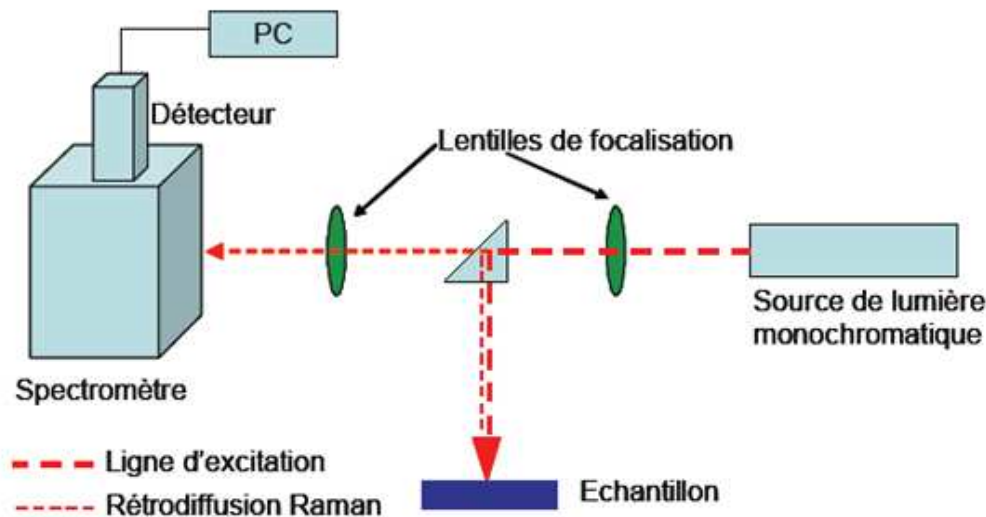 PC
Détecteur
Lentilles de focalisation
Source de lumière
monochromatique
Spectromètre
Ligne d'excitation
Rétrodiffusion Raman
Echantillon